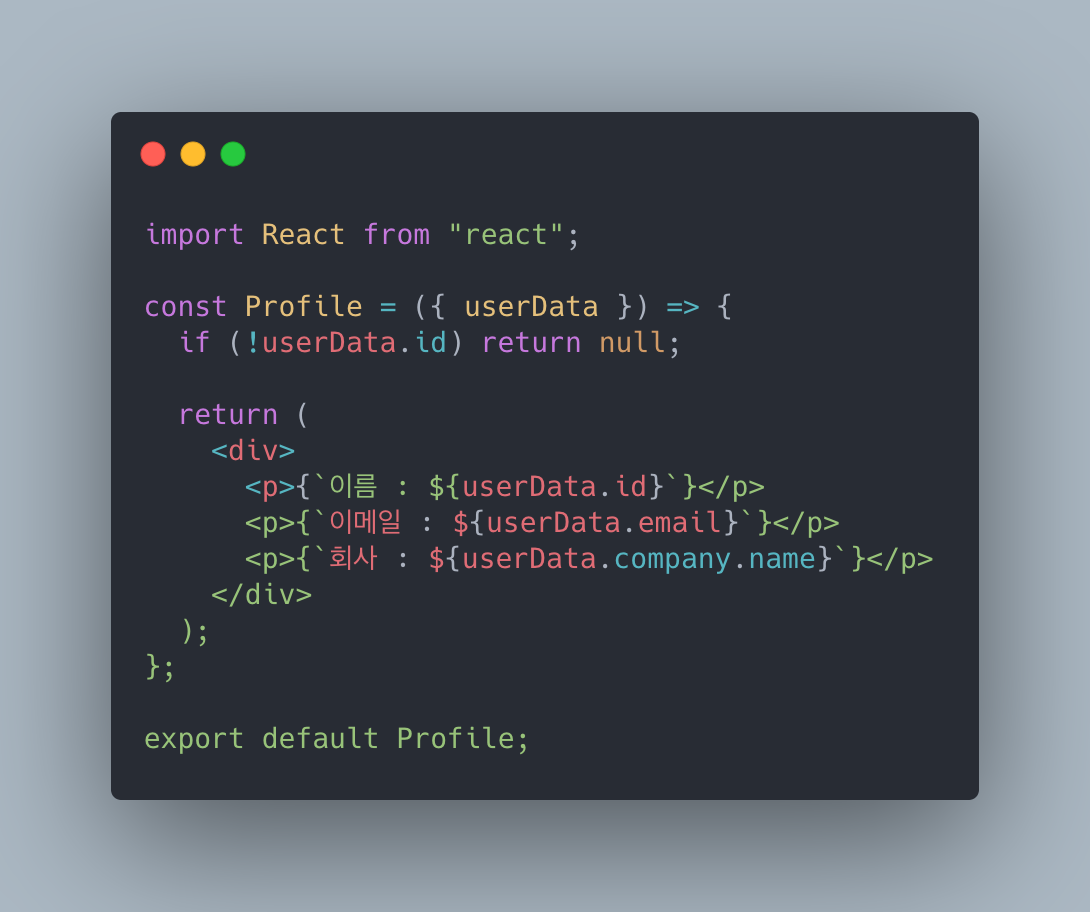 import React from "react";
const Profile = ({ userData }) => {
if (!userData.id) return null;
return (
<div>
<p>{`이름 : ${userData.id}`}</p>
<p>{`이메일 : ${userData.email}`}</p>
<p>{`회사 : ${userData.company.name}`}</p>
</div>
);
};
export default Profile;